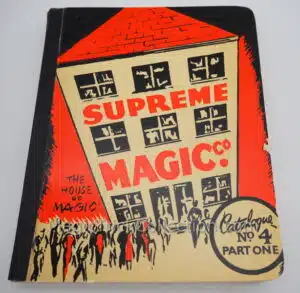 SUPREME
MAGIC CO.
THE
HOUSE
OF
MAGIC
Catalogue
No 4
PART ONE